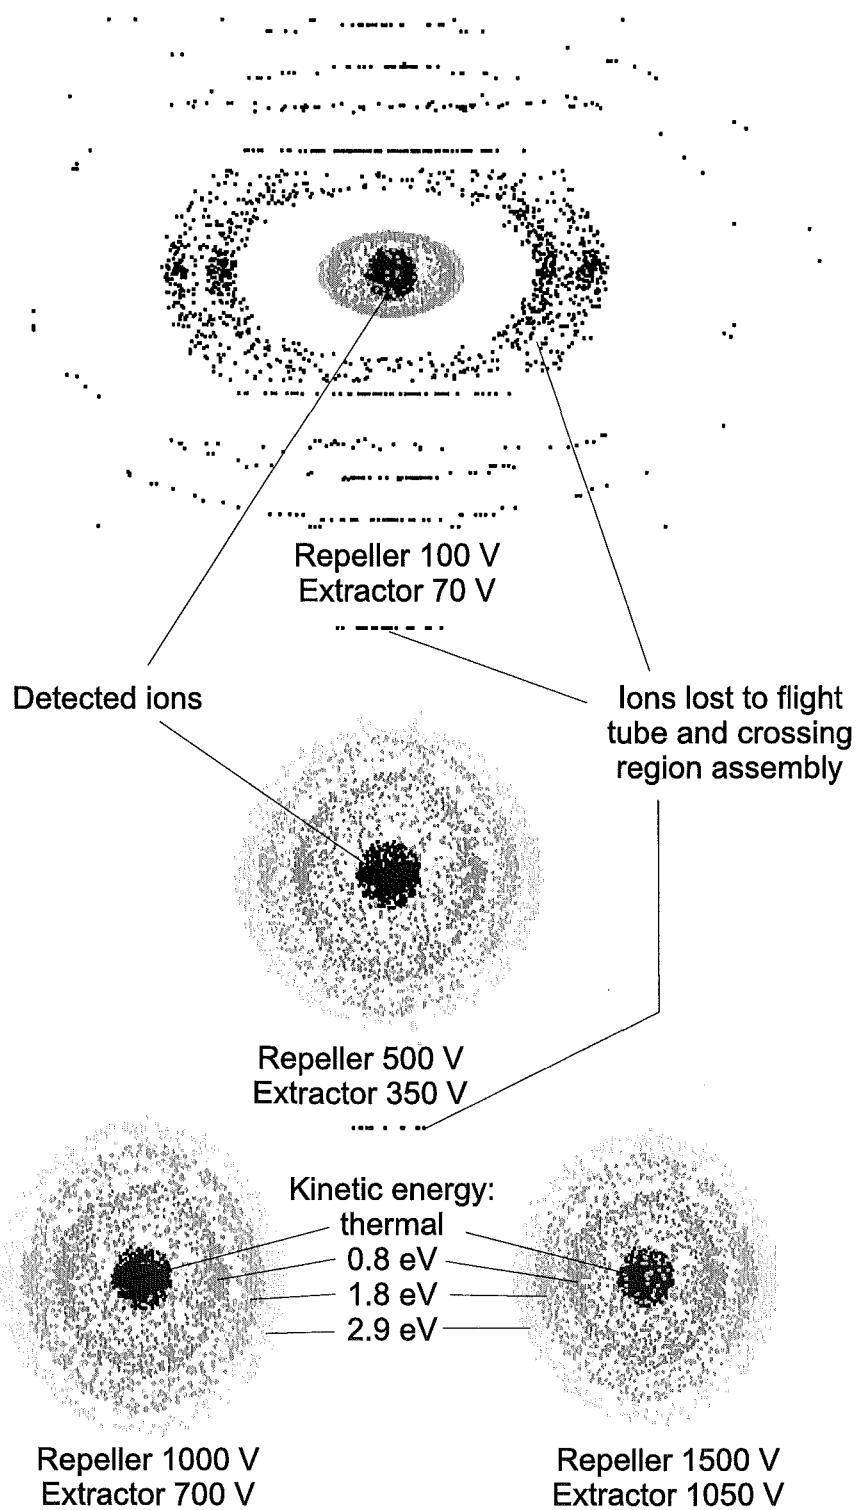 Repeller 100 V
Extractor 70 V
Detected ions
Ions lost to flight
tube and crossing
region assembly
Repeller 500 V
Extractor 350 V
Kinetic energy:
thermal
0.8 eV
1.8 eV
2.9 eV
Repeller 1000 V
Extractor 700 V
Repeller 1500 V
Extractor 1050 V